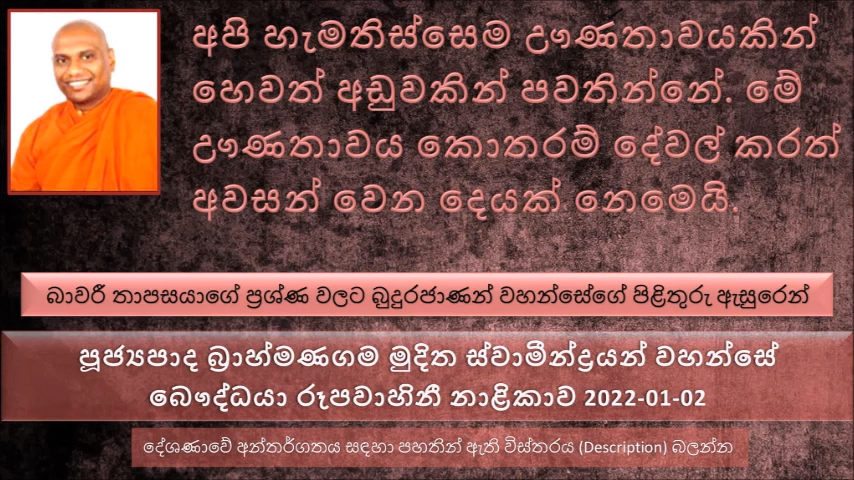 අපි හැමතිස්සෙම ඌණතාවයකින්
හෙවත් අඩුවකින් පවතින්නේ. මේ
ඌණතාවය කොතරම් දේවල් කරත්
අවසන් වෙන දෙයක් නෙමෙයි.
බාවරී තාපසයාගේ ප්‍රශ්ණ වලට බුදුරජාණන් වහන්සේගේ පිළිතුරු ඇසුරෙන්
පූජ්‍යපාද බ්‍රාහ්මණගම මුදිත ස්වාමීන්ද්‍රයන් වහන්සේ
බෞද්ධයා රූපවාහිනී නාළිකාව 2022-01-02
දේශණාවේ අන්තර්ගතය සඳහා පහතින් ඇති විස්තරය (Description) බලන්න